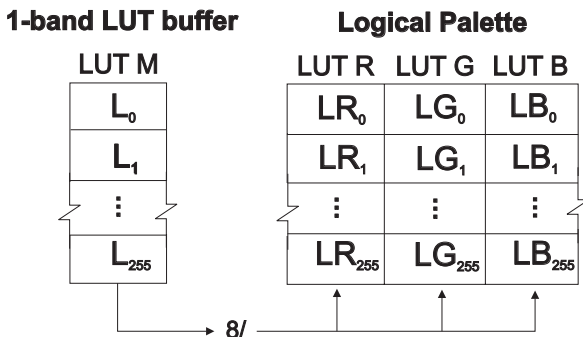 1-band LUT buffer
Logical Palette
LUT M
LUT R LUT G LUT B
L0
LR0 LG0 LB0
L1
LR1 LG1 LB1
⋮
⋮ ⋮ ⋮
L255
LR255 LG255 LB255
8/